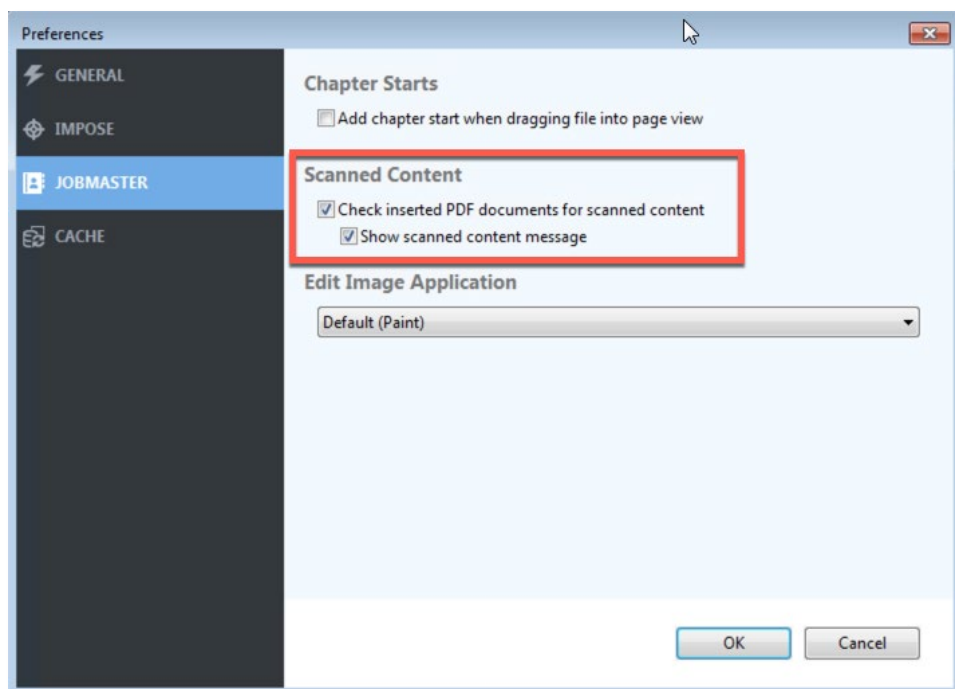 Preferences
GENERAL
IMPOSE
JOBMASTER
CACHE
Chapter Starts
Add chapter start when dragging file into page view
Scanned Content
Check inserted PDF documents for scanned content
Show scanned content message
Edit Image Application
Default (Paint)
OK
Cancel